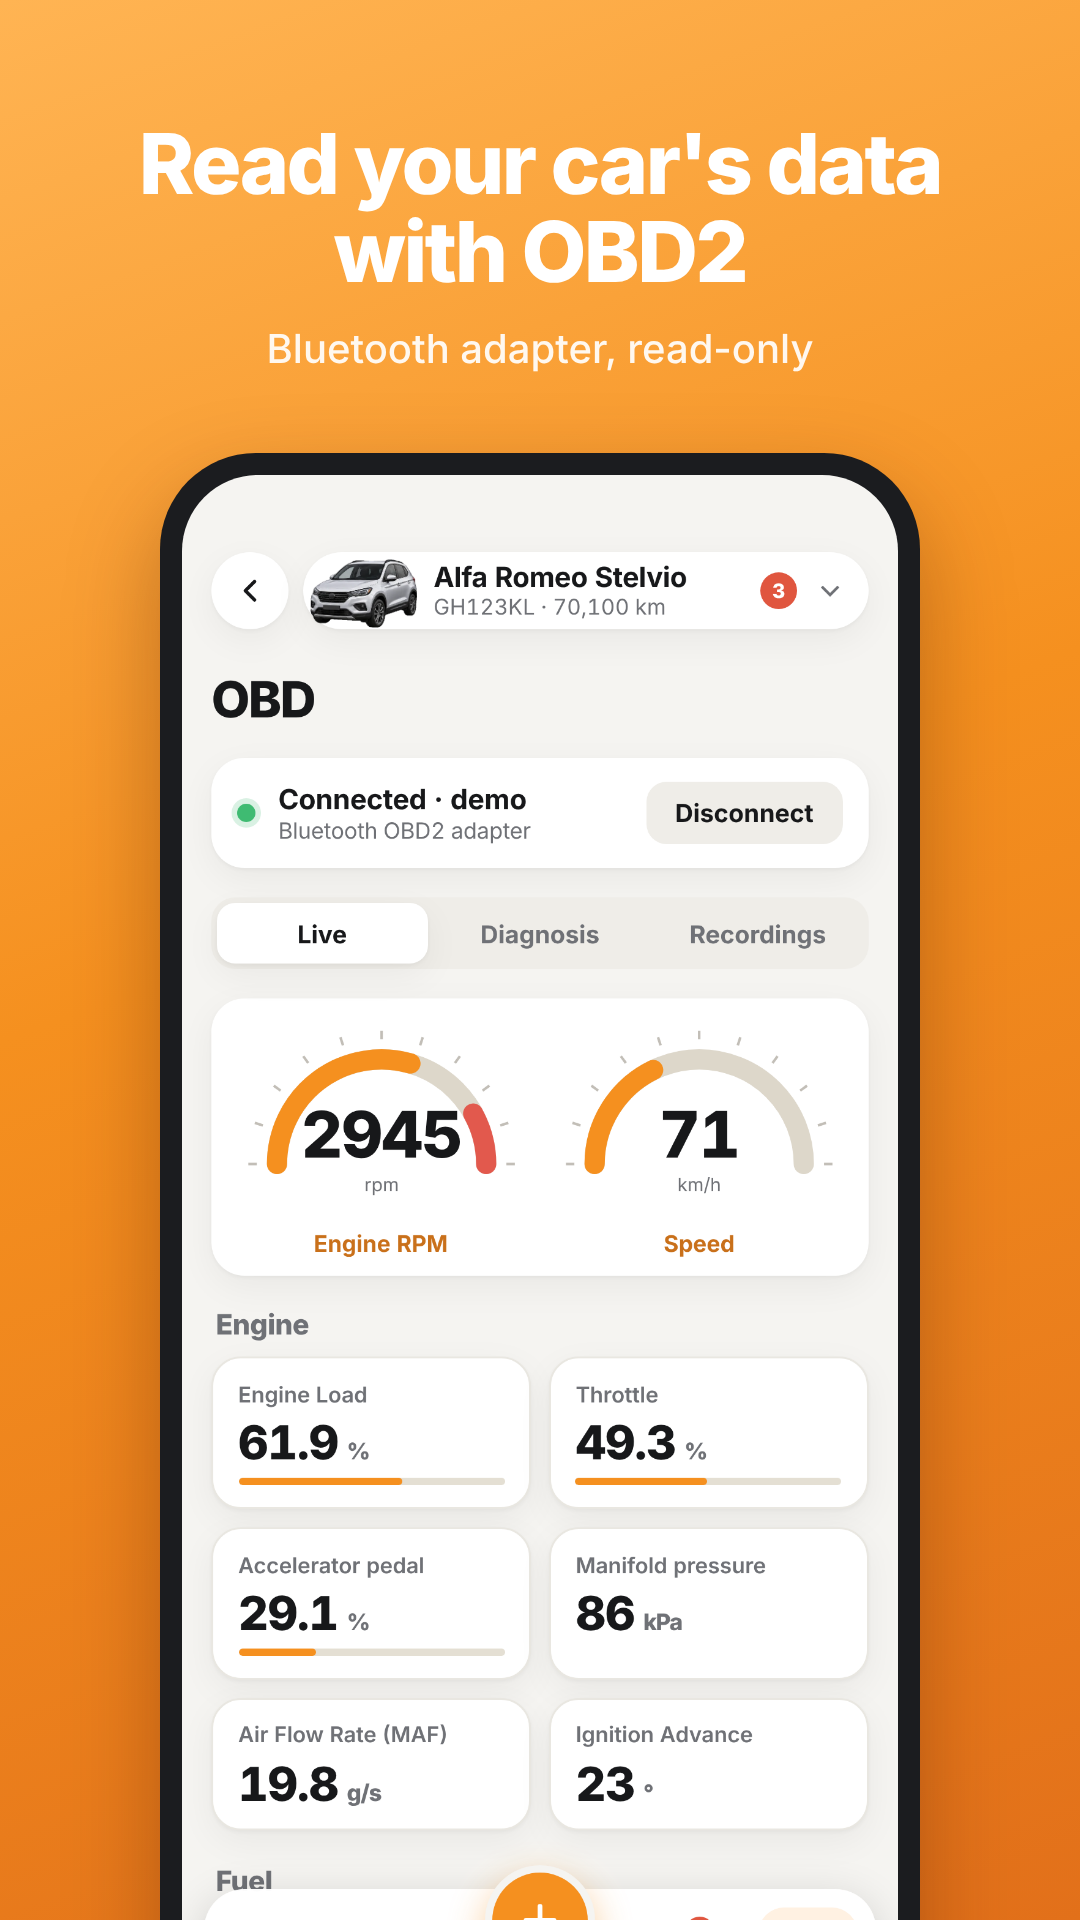 Read your car's data
with OBD2
Bluetooth adapter, read-only
Alfa Romeo Stelvio
GH123KL · 70,100 km
3
OBD
Connected · demo
Bluetooth OBD2 adapter
Disconnect
Live
Diagnosis
Recordings
2945
rpm
Engine RPM
71
km/h
Speed
Engine
Engine Load
61.9 %
Throttle
49.3 %
Accelerator pedal
29.1 %
Manifold pressure
86 kPa
Air Flow Rate (MAF)
19.8 g/s
Ignition Advance
23 °
Fuel